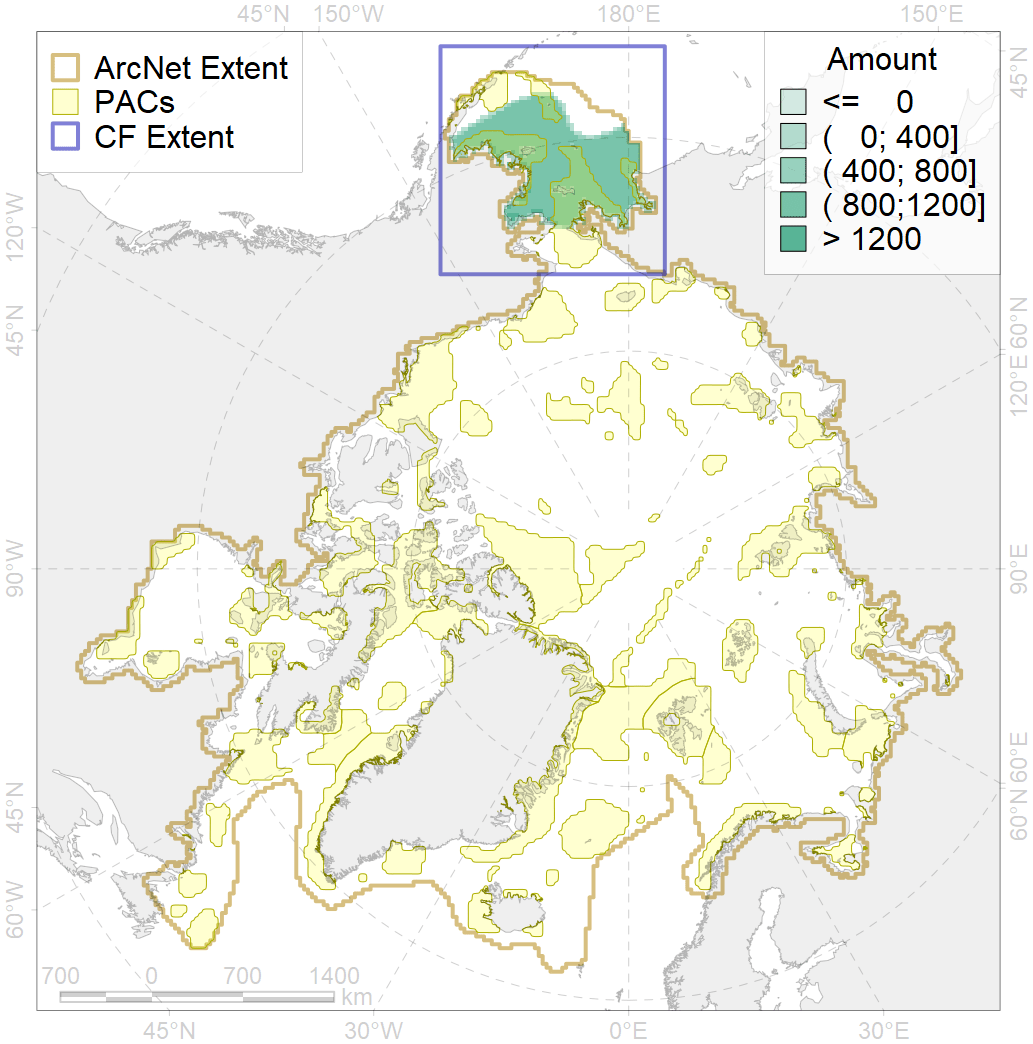 45°N 150°W 180°E 150°E
ArcNet Extent
PACs
CF Extent
Amount
<= 0
( 0; 400]
( 400; 800]
( 800;1200]
> 1200
45°N
120°W
45°N
90°W
45°N
60°W
60°N
120°E
90°E
60°E
60°N
700 0 700 1400
km
45°N 30°W 0°E 30°E